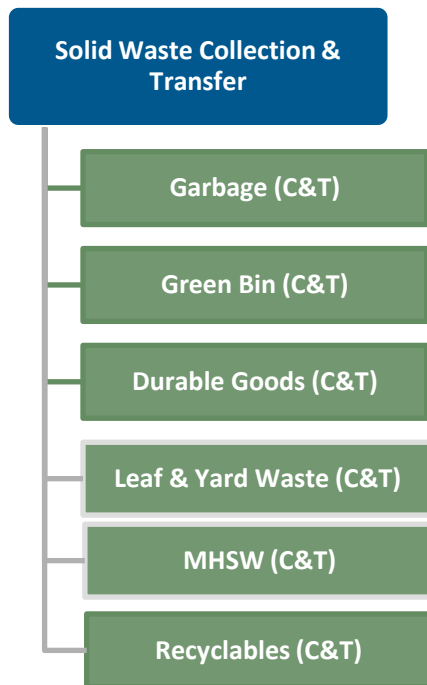 Solid Waste Collection &
Transfer
Garbage (C&T)
Green Bin (C&T)
Durable Goods (C&T)
Leaf & Yard Waste (C&T)
MHSW (C&T)
Recyclables (C&T)